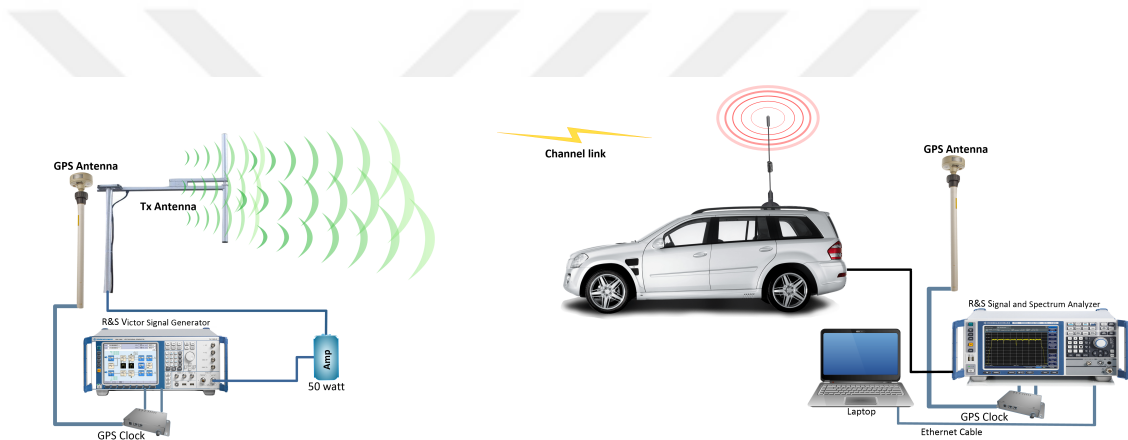 GPS Antenna
Tx Antenna
Channel link
GPS Antenna
R&S Victor Signal Generator
R&S Signal and Spectrum Analyzer
Amp
50 watt
GPS Clock
Laptop
GPS Clock
Ethernet Cable